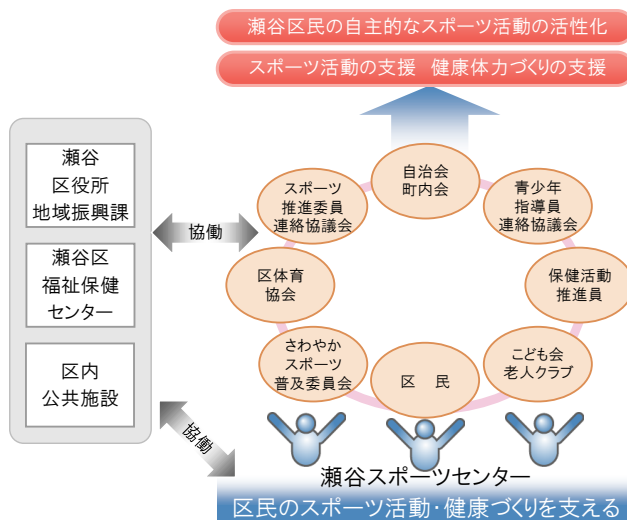 瀬谷区民の自主的なスポーツ活動の活性化
スポーツ活動の支援 健康体力づくりの支援
瀬谷
区役所
地域振興課
瀬谷区
福祉保健
センター
区内
公共施設
協働
協働
自治会
町内会
スポーツ
推進委員
連絡協議会
青少年
指導員
連絡協議会
区体育
協会
保健活動
推進員
さわやか
スポーツ
普及委員会
区 民
こども会
老人クラブ
瀬谷スポーツセンター
区民のスポーツ活動・健康づくりを支える